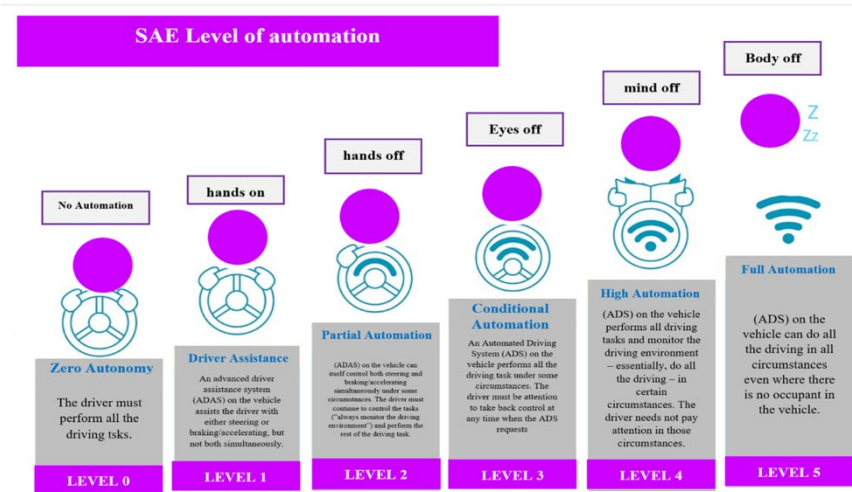 SAE Level of automation
No Automation
Zero Autonomy
The driver must
perform all the
driving tsks.
LEVEL 0
hands on
Driver Assistance
An advanced driver
assistance system
(ADAS) on the vehicle
assists the driver with
either steering or
braking/accelerating, but
not both simultaneously.
LEVEL 1
hands off
Partial Automation
(ADAS) on the vehicle can
itself control both steering and
braking/accelerating
simultaneously under some
circumstances. The driver must
continue to control the tasks
("always monitor the driving
environment") and perform the
rest of the driving task.
LEVEL 2
Eyes off
Conditional
Automation
An Automated Driving
System (ADS) on the
vehicle performs all the
driving task under some
circumstances. The
driver must be attention
to take back control at
any time when the ADS
requests
LEVEL 3
mind off
High Automation
(ADS) on the vehicle
performs all driving
tasks and monitor the
driving environment
– essentially, do all
the driving – in
certain
circumstances. The
driver needs not pay
attention in those
circumstances.
LEVEL 4
Body off
Z
Zz
Full Automation
(ADS) on the
vehicle can do all
the driving in all
circumstances
even where there
is no occupant in
the vehicle.
LEVEL 5